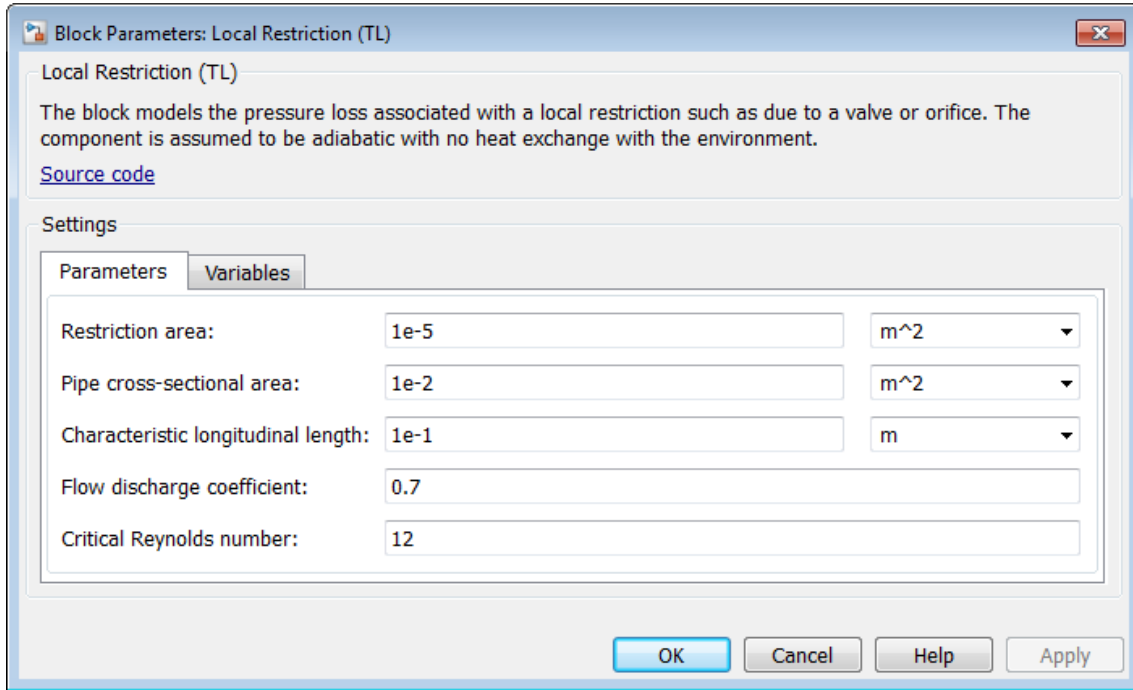 Block Parameters: Local Restriction (TL)
Local Restriction (TL)
The block models the pressure loss associated with a local restriction such as due to a valve or orifice. The
component is assumed to be adiabatic with no heat exchange with the environment.
Source code
Settings
Parameters Variables
Restriction area: 1e-5 m^2
Pipe cross-sectional area: 1e-2 m^2
Characteristic longitudinal length: 1e-1 m
Flow discharge coefficient: 0.7
Critical Reynolds number: 12
OK Cancel Help Apply